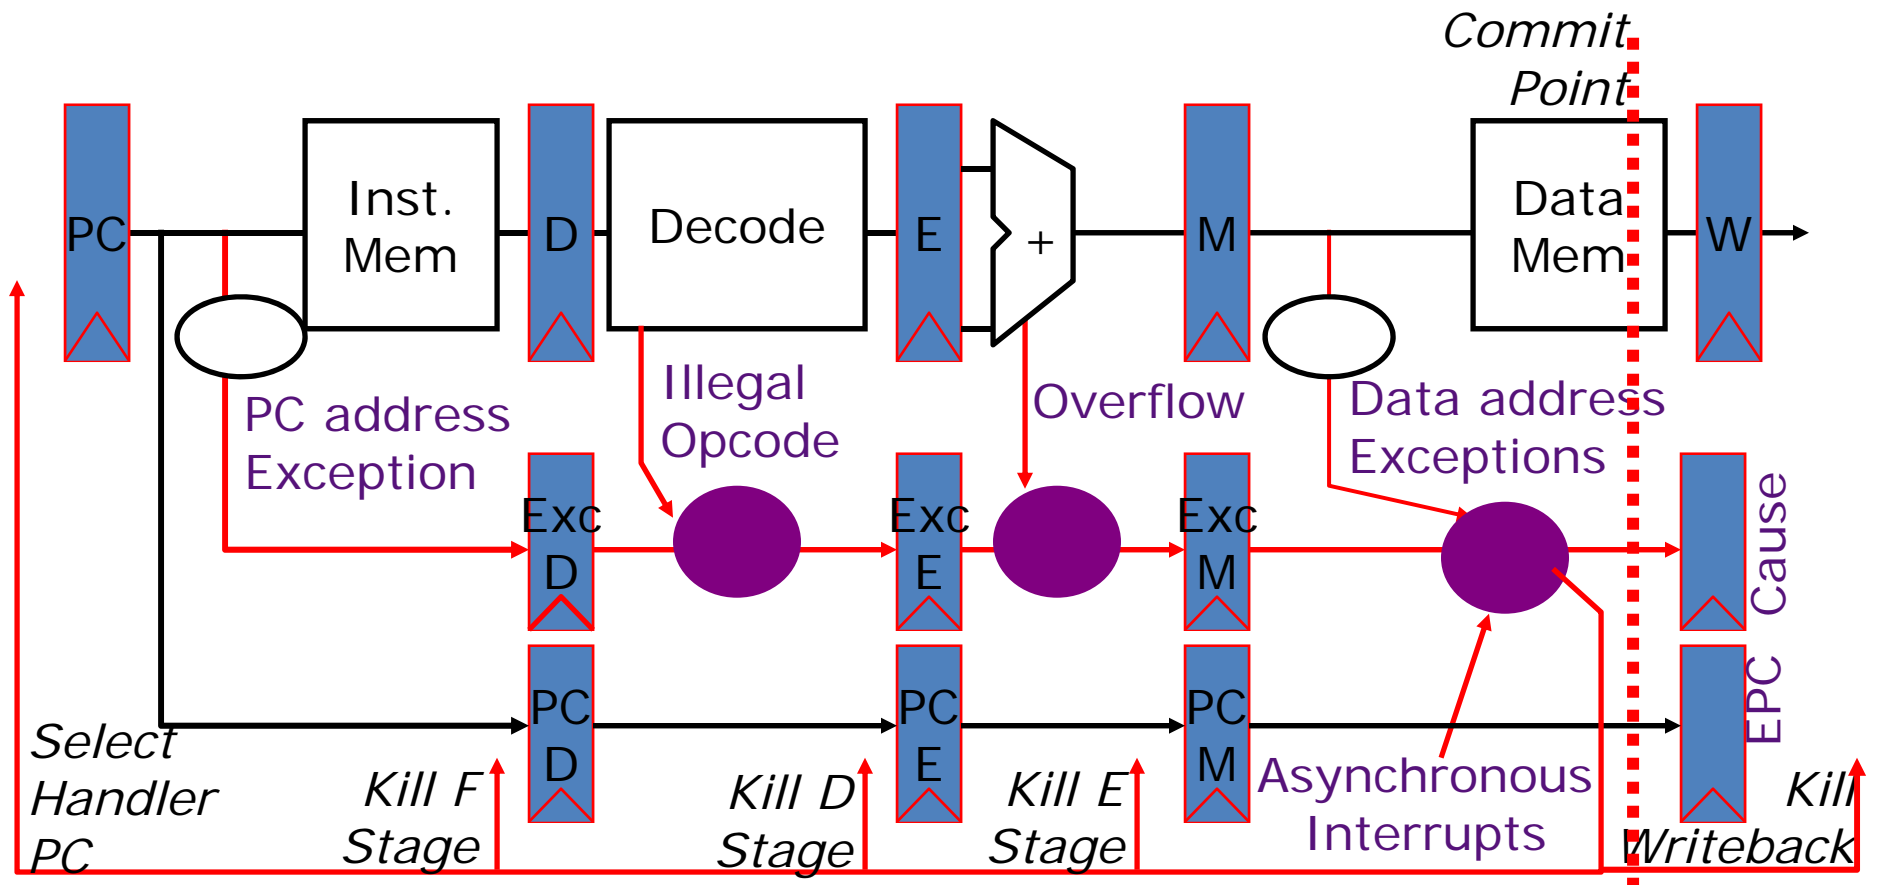 Commit
Point
PC
Inst.
Mem
D
Decode
E
+
M
Data
Mem
W
PC address
Exception
Illegal
Opcode
Overflow
Data address
Exceptions
Exc
D
Exc
E
Exc
M
Cause
PC
D
PC
E
PC
M
EPC
Select
Handler
PC
Kill F
Stage
Kill D
Stage
Kill E
Stage
Asynchronous
Interrupts
Kill
Writeback